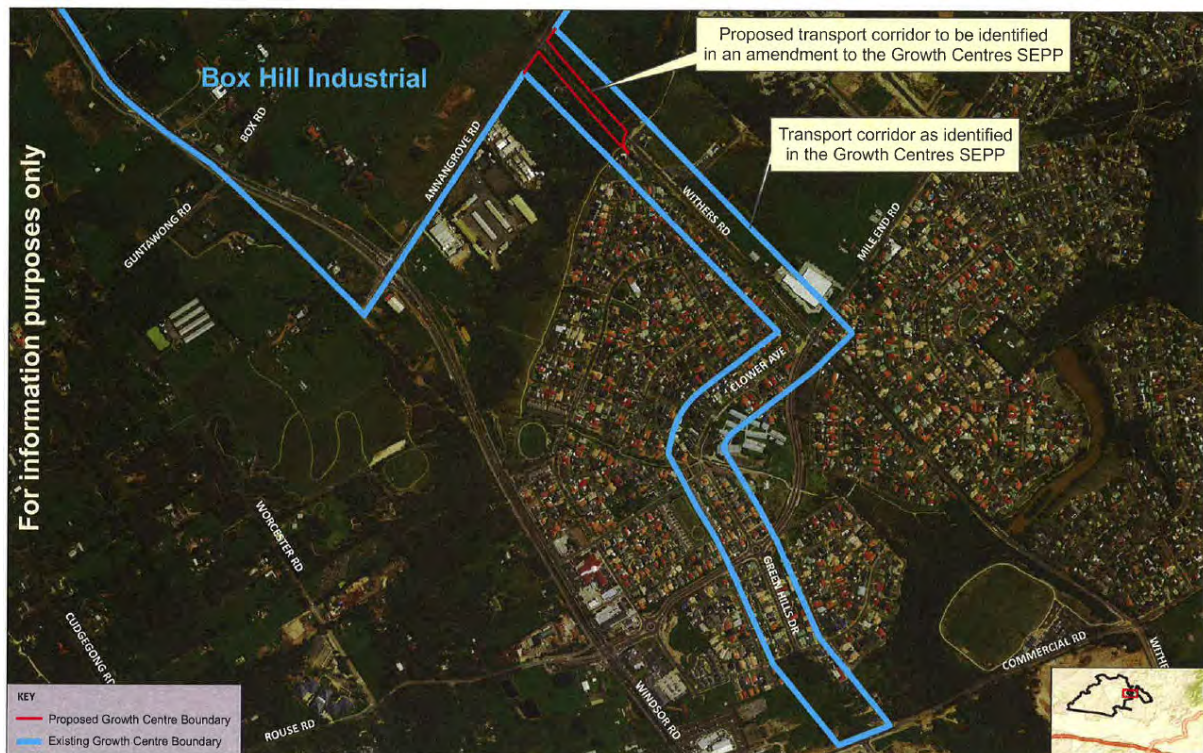 Proposed transport corridor to be identified
in an amendment to the Growth Centres SEPP
Box Hill Industrial
Transport corridor as identified
in the Growth Centres SEPP
BOX RD
ANNANGROVE RD
GUNTAWONG RD
WITHERS RD
MILE END RD
For information purposes only
CLOWER AVE
WORCESTER RD
GREEN HILLS DR
CUDGEGONG RD
COMMERCIAL RD
WITHE
WINDSOR RD
ROUSE RD
KEY
Proposed Growth Centre Boundary
Existing Growth Centre Boundary